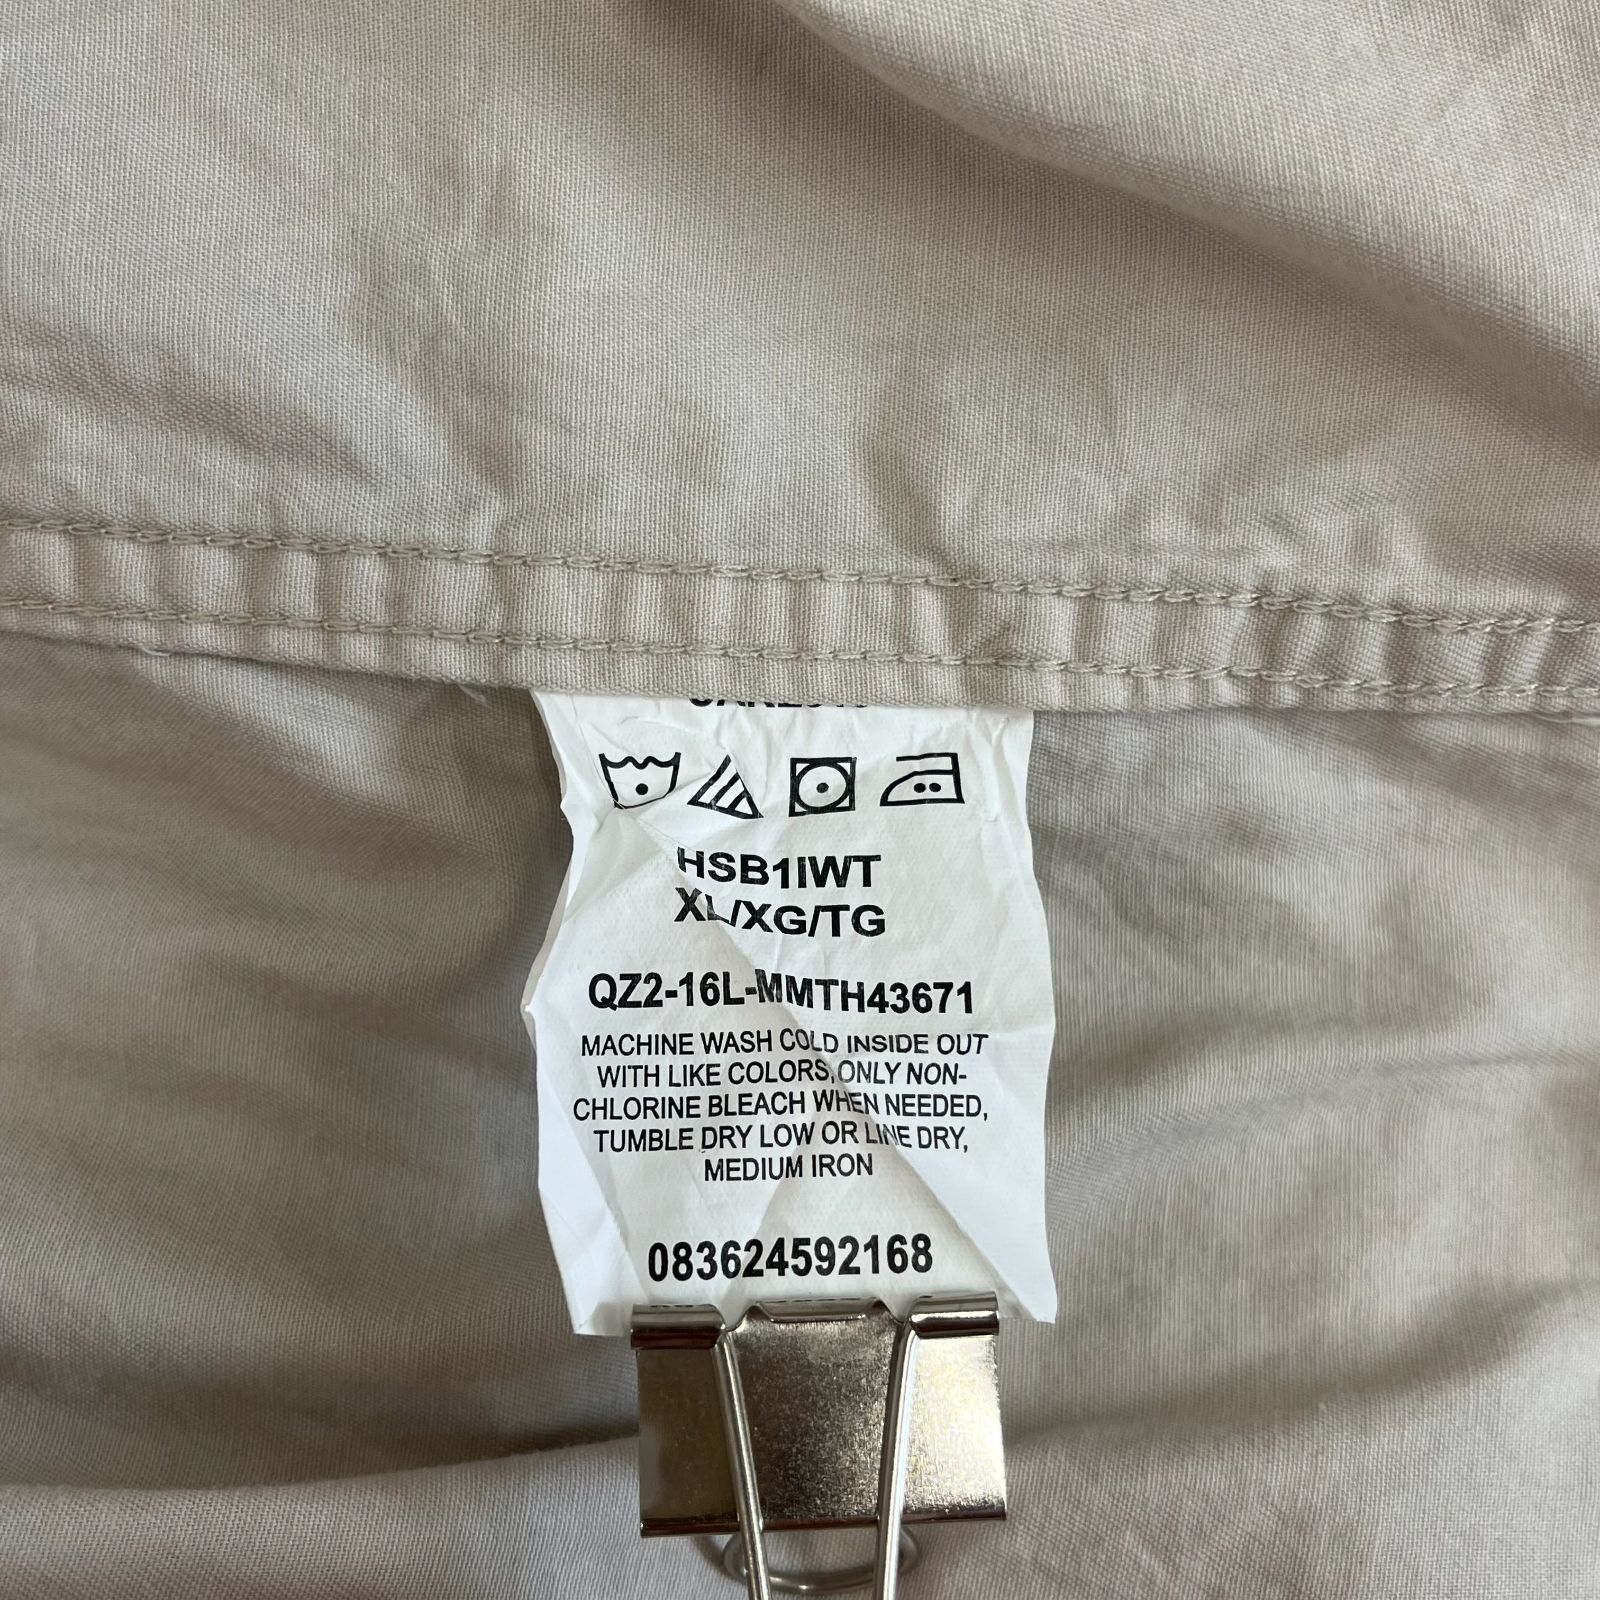 HSB1IWT
XL/XG/TG
QZ2-16L-MMTH43671
MACHINE WASH COLD INSIDE OUT
WITH LIKE COLORS, ONLY NON-
CHLORINE BLEACH WHEN NEEDED,
TUMBLE DRY LOW OR LINE DRY,
MEDIUM IRON
083624592168